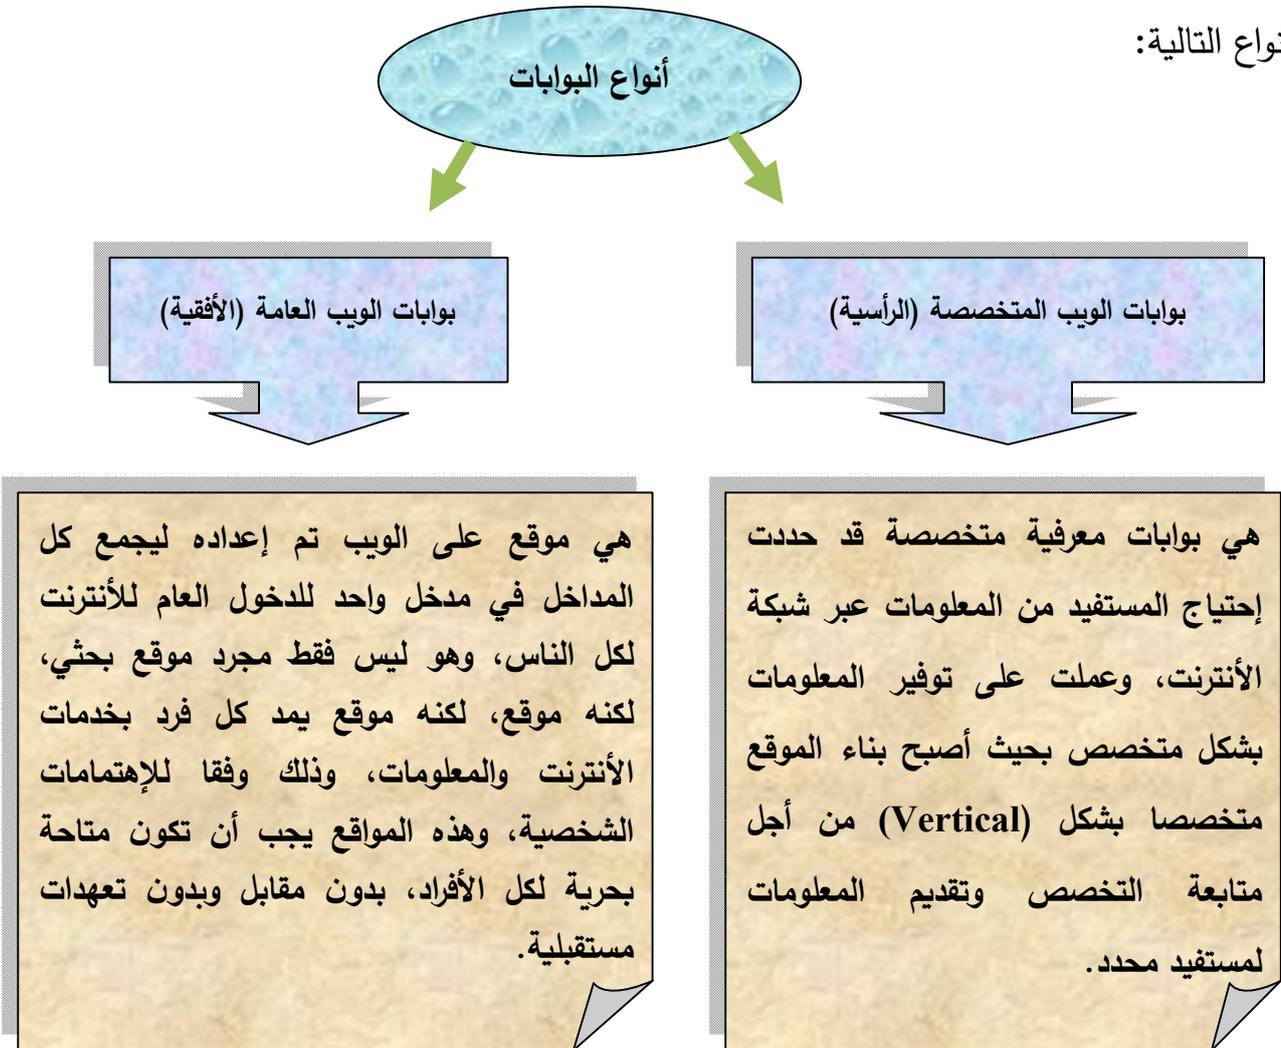 نواع التالية:
أنواع البوابات
بوابات الويب المتخصصة (الرأسية)
هي بوابات معرفية متخصصة قد حددت
إحتياج المستفيد من المعلومات عبر شبكة
الأنترنت، وعملت على توفير المعلومات
بشكل متخصص بحيث أصبح بناء الموقع
متخصصا بشكل (Vertical) من أجل
متابعة التخصص وتقديم المعلومات
لمستفيد محدد.
بوابات الويب العامة (الأفقية)
هي موقع على الويب تم إعداده ليجمع كل
المداخل في مدخل واحد للدخول العام للأنترنت
لكل الناس، وهو ليس فقط مجرد موقع بحثي،
لكنه موقع، لكنه موقع يمد كل فرد بخدمات
الأنترنت والمعلومات، وذلك وفقا للإهتمامات
الشخصية، وهذه المواقع يجب أن تكون متاحة
بحرية لكل الأفراد، بدون مقابل وبدون تعهدات
مستقبلية.